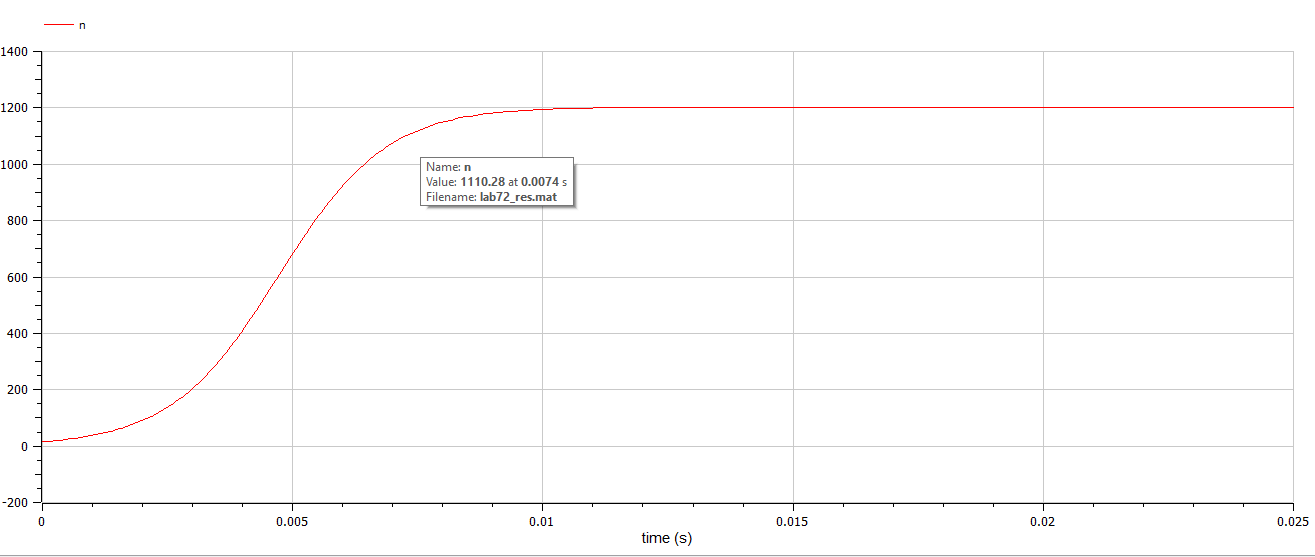 n
1400
1200
1000
800
600
400
200
0
-200
Name: n
Value: 1110.28 at 0.0074 s
Filename: lab72_res.mat
0 0.005 0.01 0.015 0.02 0.025
time (s)